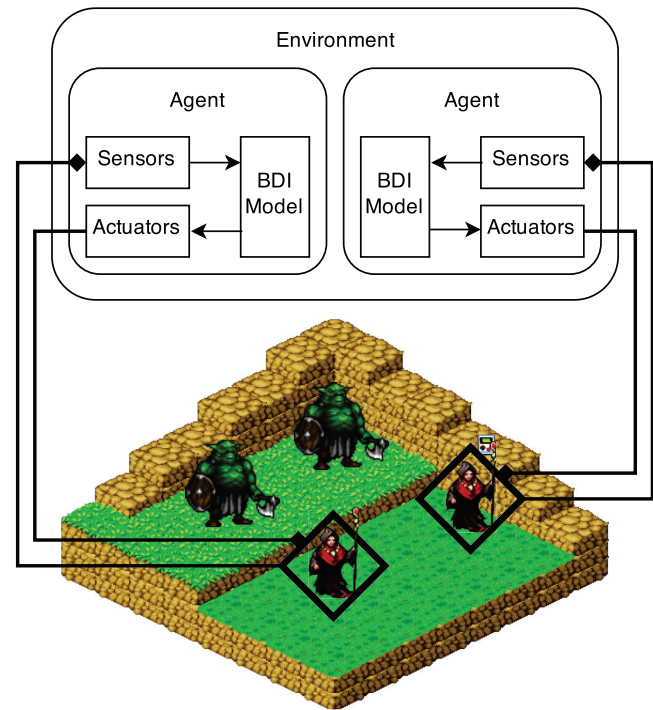 Environment
Agent
Agent
Sensors
BDI
Model
Actuators
BDI
Model
Sensors
Actuators